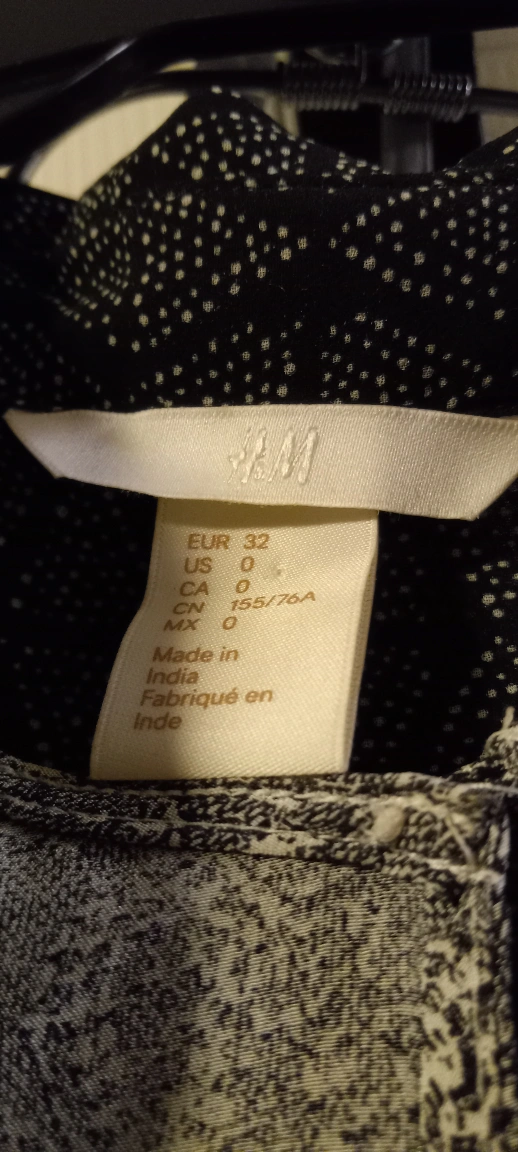 H&M
EUR 32
US 0
CA 0
CN 155/76A
MX 0
Made in
India
Fabriqué en
Inde